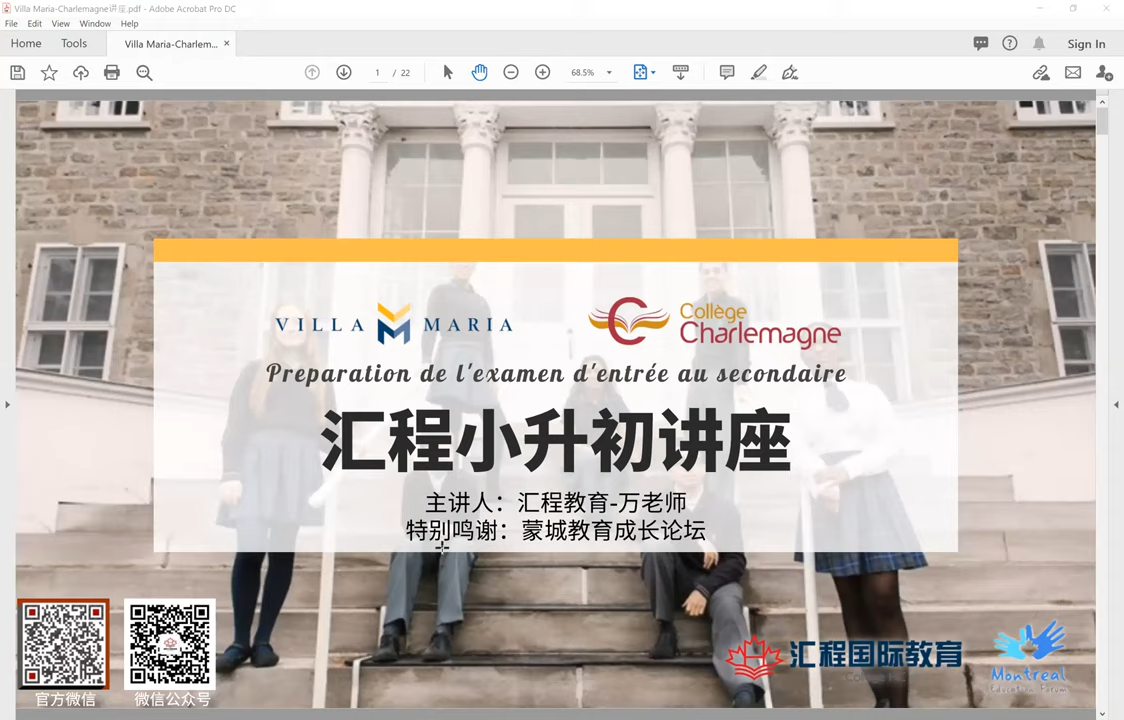 Villa Maria-Charlemagne讲座.pdf - Adobe Acrobat Pro DC
File Edit View Window Help
Home Tools Villa Maria-Charlem... × Sign In
1 / 22 68.5%
VILLA MARIA
Collège
Charlemagne
Preparation de l'examen d'entrée au secondaire
汇程小升初讲座
主讲人：汇程教育-万老师
特别鸣谢：蒙城教育成长论坛
官方微信 微信公众号
汇程国际教育
Montreal
Education Forum